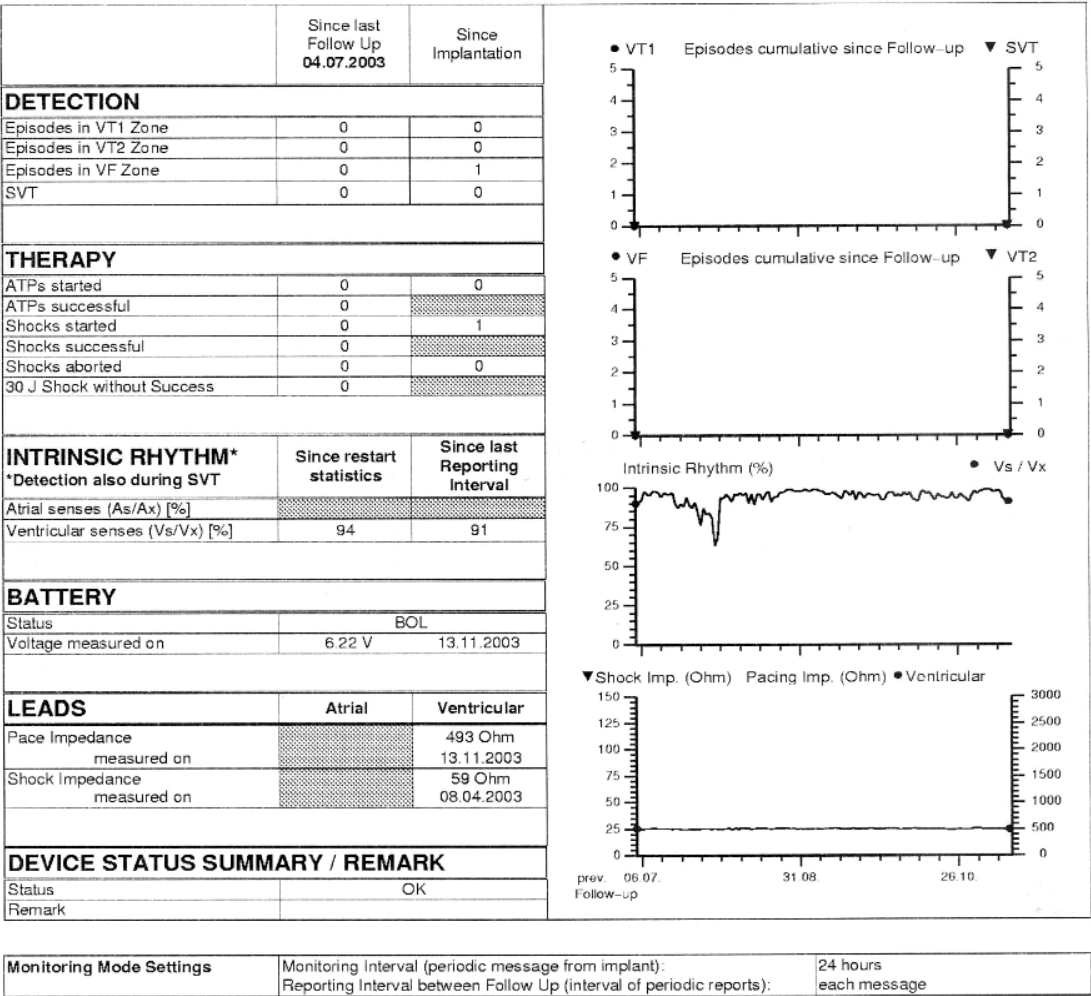 Since last Follow Up 04.07.2003
Since Implantation
DETECTION
Episodes in VT1 Zone 0 0
Episodes in VT2 Zone 0 0
Episodes in VF Zone 0 1
SVT 0 0
THERAPY
ATPs started 0 0
ATPs successful 0
Shocks started 0 1
Shocks successful 0
Shocks aborted 0 0
30 J Shock without Success 0
INTRINSIC RHYTHM*
*Detection also during SVT
Since restart statistics
Since last Reporting Interval
Atrial senses (As/Ax) [%]
Ventricular senses (Vs/Vx) [%] 94 91
BATTERY
Status BOL
Voltage measured on 6.22 V 13.11.2003
LEADS Atrial Ventricular
Pace Impedance 493 Ohm
measured on 13.11.2003
Shock Impedance 59 Ohm
measured on 08.04.2003
DEVICE STATUS SUMMARY / REMARK
Status OK
Remark
VT1 Episodes cumulative since Follow-up SVT
5 5
4 4
3 3
2 2
1 1
0
VF Episodes cumulative since Follow-up VT2
5 5
4 4
3 3
2 2
1 1
0 0
Intrinsic Rhythm (%) Vs / Vx
100
75
50
25
0
Shock Imp. (Ohm) Pacing Imp. (Ohm) Ventricular
150 3000
125 2500
100 2000
75 1500
50 1000
25 500
0 0
prev. 06.07. 31.08. 26.10.
Follow-up
Monitoring Mode Settings
Monitoring Interval (periodic message from implant): 24 hours
Reporting Interval between Follow Up (interval of periodic reports): each message